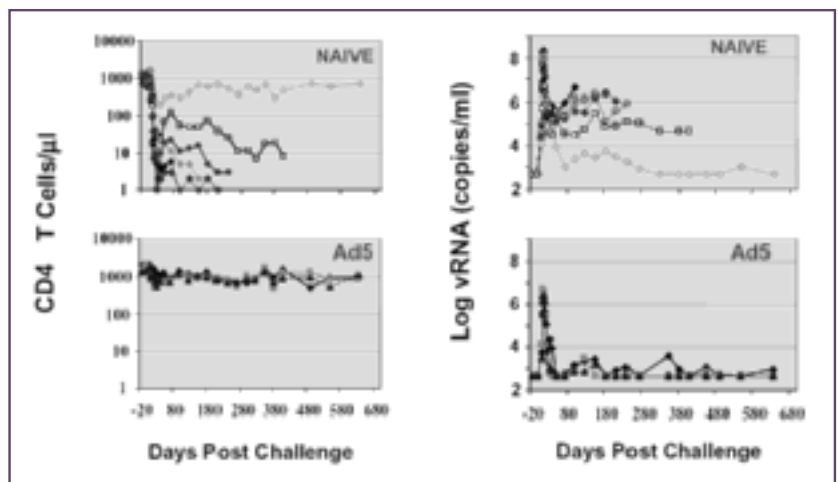 NAIVE
10000
1000
100
10
1
CD4 T Cells/µl
Ad5
10000
1000
100
10
1
-20 80 180 280 380 480 580 680
Days Post Challenge
NAIVE
8
6
4
2
Log vRNA (copies/ml)
Ad5
8
6
4
2
-20 80 180 280 380 480 580 680
Days Post Challenge